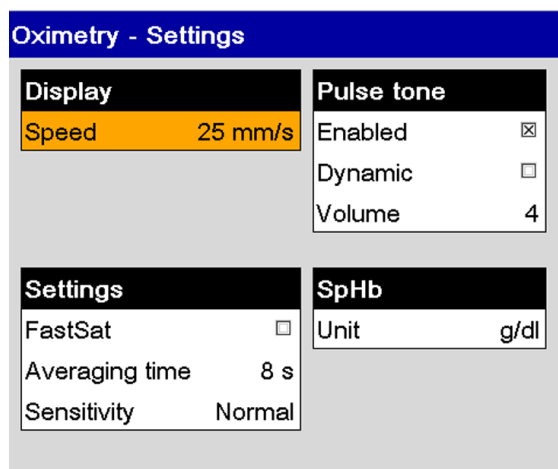 Oximetry - Settings
Display
Speed 25 mm/s
Pulse tone
Enabled
Dynamic
Volume 4
Settings
FastSat
Averaging time 8 s
Sensitivity Normal
SpHb
Unit g/dl